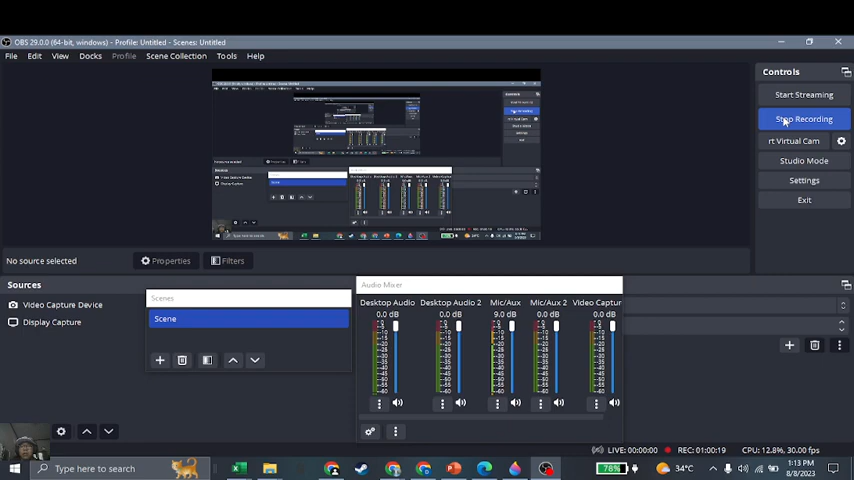 OBS 29.0.0 (64-bit, windows) - Profile: Untitled - Scenes: Untitled
File Edit View Docks Profile Scene Collection Tools Help
Controls
Start Streaming
Stop Recording
rt Virtual Cam
Studio Mode
Settings
Exit
No source selected
Properties
Filters
Sources
Video Capture Device
Display Capture
Scenes
Scene
Audio Mixer
Desktop Audio Desktop Audio 2 Mic/Aux Mic/Aux 2 Video Captur
0.0 dB 0.0 dB 9.0 dB 0.0 dB 0.0 dB
LIVE: 00:00:00 REC: 01:00:19 CPU: 12.8%, 30.00 fps
Type here to search
76%
34°C
1:13 PM
8/8/2023